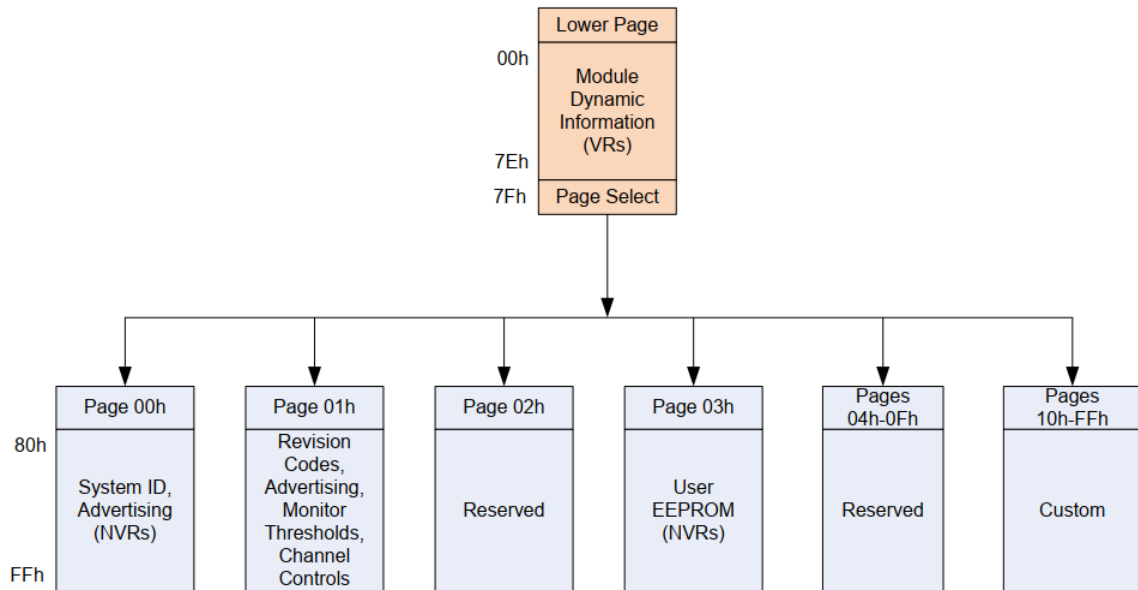 Lower Page
00h
Module
Dynamic
Information
(VRs)
7Eh
7Fh
Page Select
Page 00h
Page 01h
Page 02h
Page 03h
Pages
04h-0Fh
Pages
10h-FFh
80h
System ID,
Advertising
(NVRs)
FFh
Revision
Codes,
Advertising,
Monitor
Thresholds,
Channel
Controls
Reserved
User
EEPROM
(NVRs)
Reserved
Custom